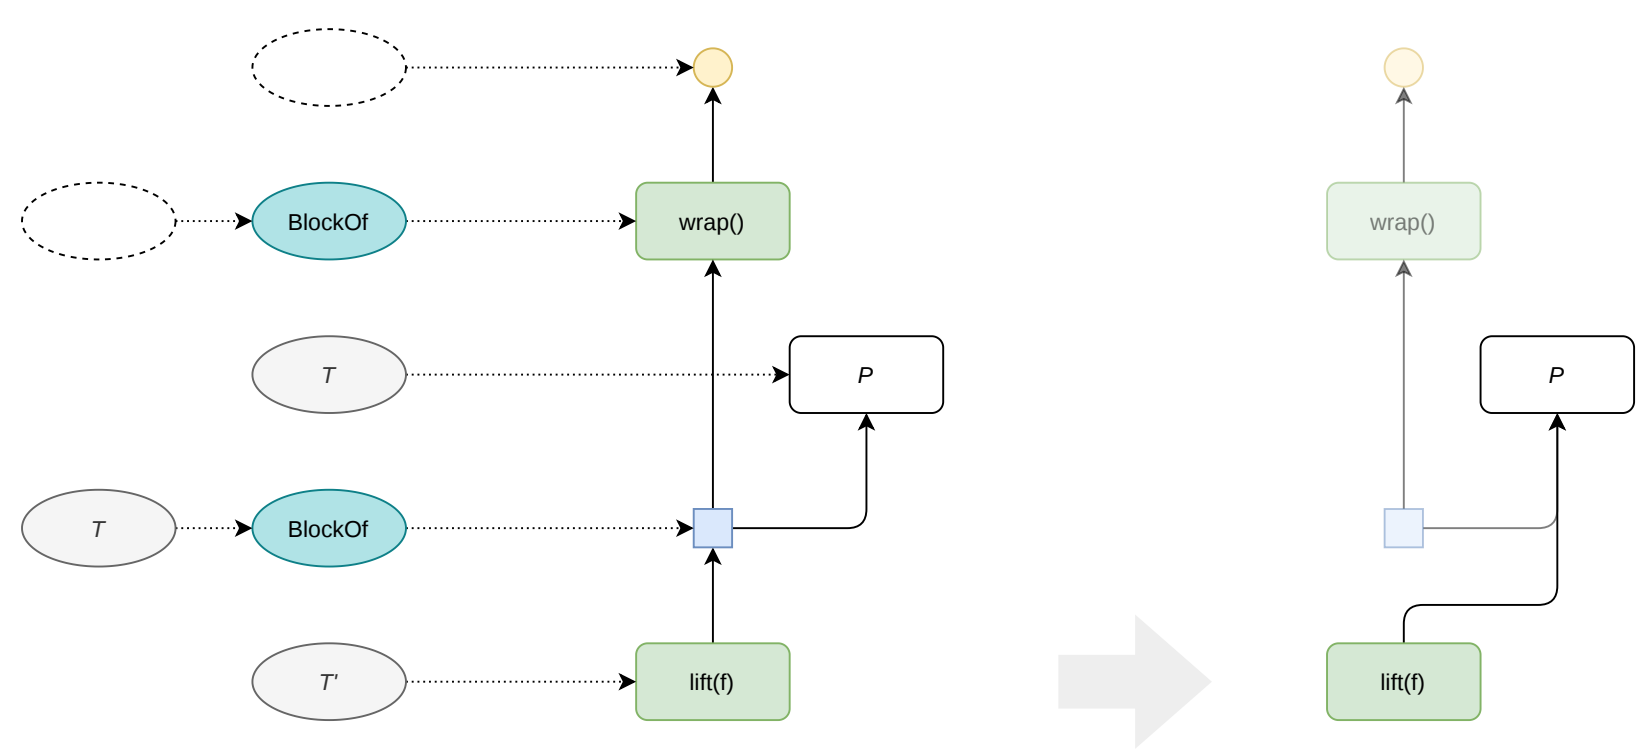 BlockOf
wrap()
wrap()
T
P
P
T
BlockOf
T'
lift(f)
lift(f)